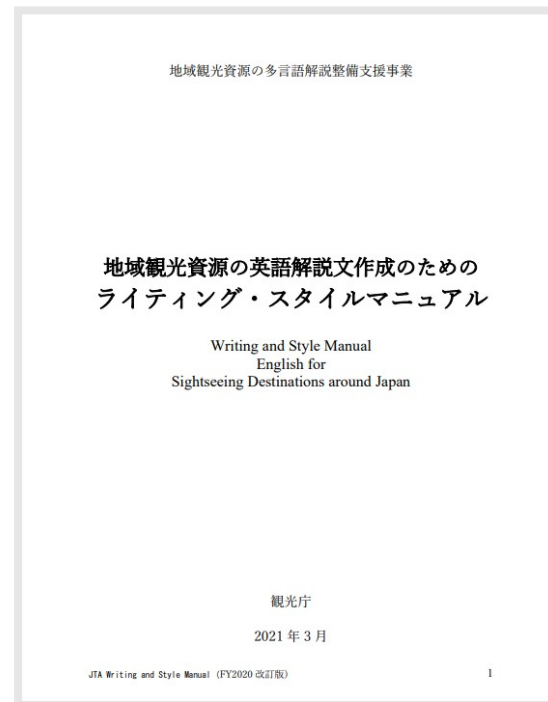 地域観光資源の多言語解説整備支援事業
地域観光資源の英語解説文作成のための
ライティング・スタイルマニュアル
Writing and Style Manual
English for
Sightseeing Destinations around Japan
観光庁
2021 年 3 月
JTA Writing and Style Manual (FY2020 改訂版) 1